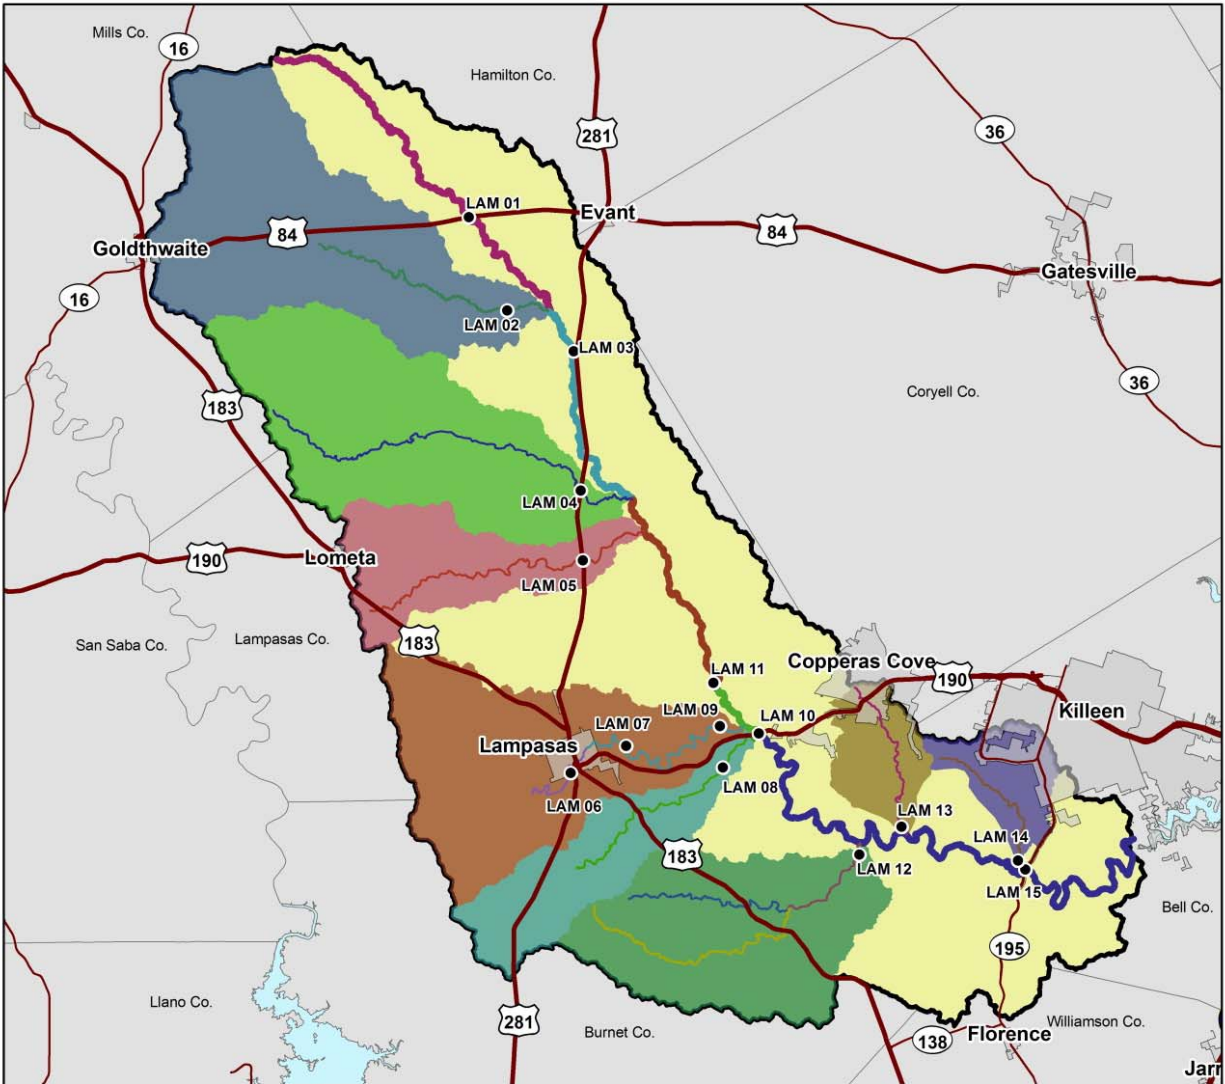 Mills Co.
16
Hamilton Co.
281
36
LAM 01
Evant
84
84
Goldthwaite
Gatesville
16
LAM 02
LAM 03
36
Coryell Co.
183
LAM 04
190
Lometa
LAM 05
San Saba Co.
Lampasas Co.
183
Copperas Cove
LAM 11
190
LAM 09
LAM 10
Killeen
LAM 07
Lampasas
LAM 08
LAM 06
LAM 13
183
LAM 14
LAM 12
LAM 15
Bell Co.
195
Llano Co.
281
Burnet Co.
Williamson Co.
138
Florence
Jarr